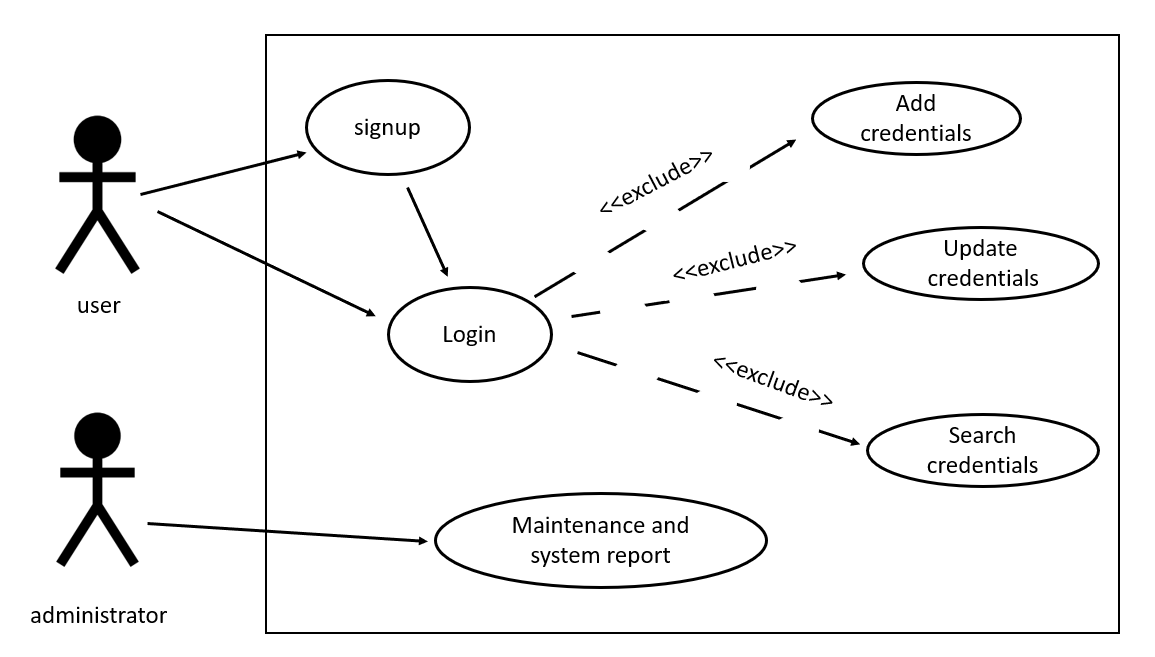 signup
Add
credentials
<<exclude>>
Update
credentials
<<exclude>>
user
Login
<<exclude>>
Search
credentials
Maintenance and
system report
administrator